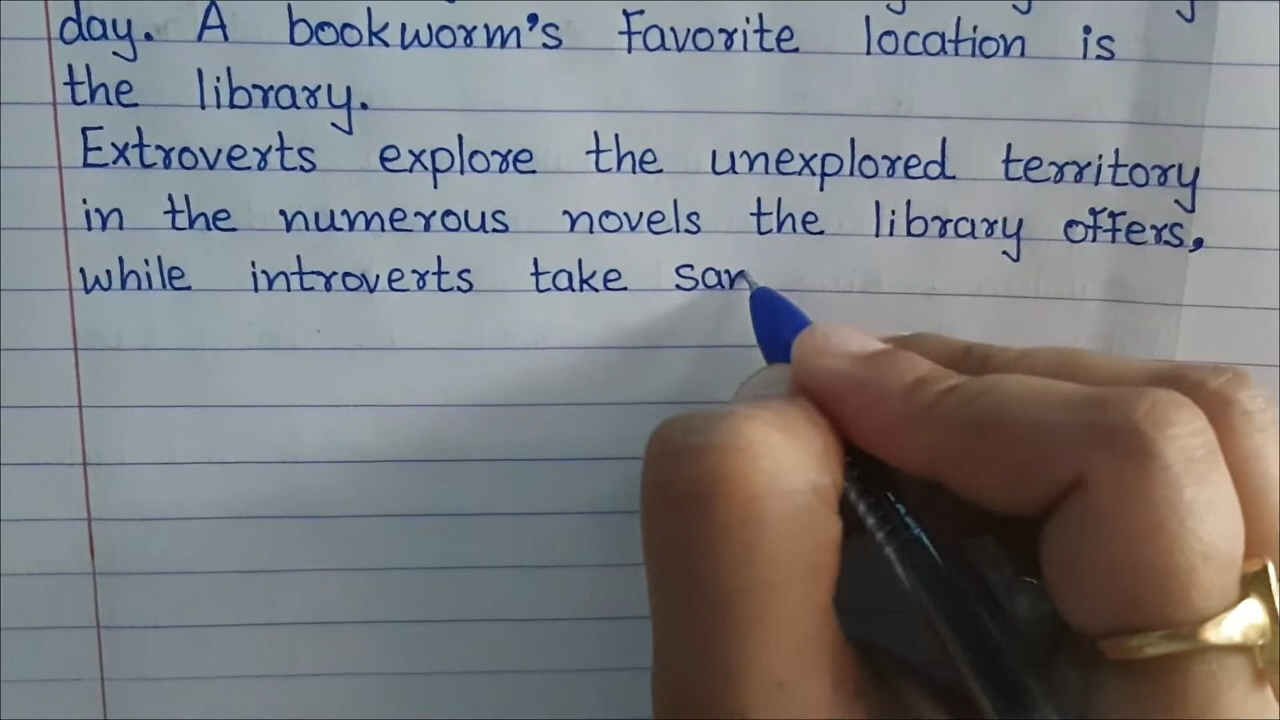 day. A bookworm's favorite location is
the library.
Extroverts explore the unexplored territory
in the numerous novels the library offers,
while introverts take san